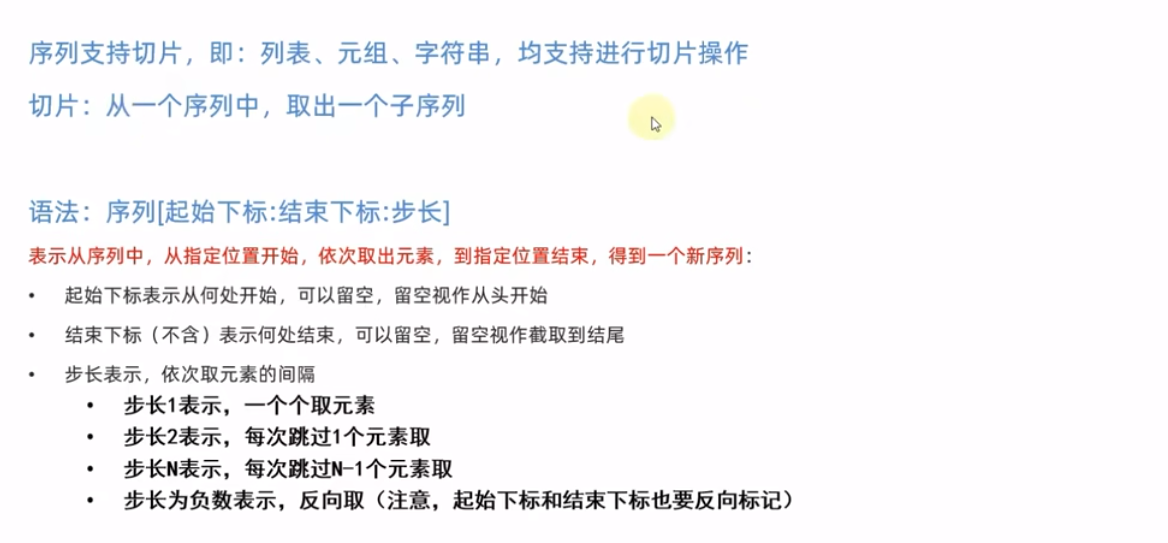 序列支持切片，即：列表、元组、字符串，均支持进行切片操作
切片：从一个序列中，取出一个子序列
语法：序列[起始下标:结束下标:步长]
表示从序列中，从指定位置开始，依次取出元素，到指定位置结束，得到一个新序列：
• 起始下标表示从何处开始，可以留空，留空视作从头开始
• 结束下标（不含）表示何处结束，可以留空，留空视作截取到结尾
• 步长表示，依次取元素的间隔
• 步长1表示，一个个取元素
• 步长2表示，每次跳过1个元素取
• 步长N表示，每次跳过N-1个元素取
• 步长为负数表示，反向取（注意，起始下标和结束下标也要反向标记）